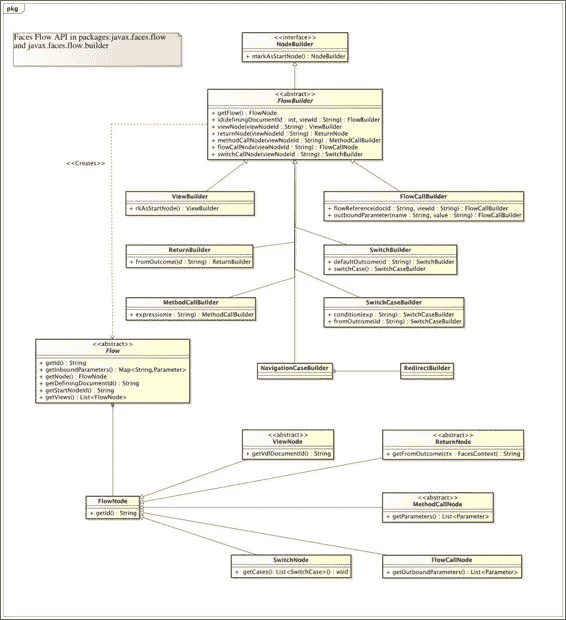 pkg
Faces Flow API in packages:javax.faces.flow
and javax.faces.flow.builder
<<interface>>
NodeBuilder
+ markAsStartNode() : NodeBuilder
<<abstract>>
FlowBuilder
+ getFlow() : FlowNode
+ id(definingDocumentId : int, viewId : String) : FlowBuilder
+ viewNode(viewNodeId : String) : ViewBuilder
+ returnNode(viewNodeId : String) : ReturnNode
+ methodCallNode(viewNodeId : String) : MethodCallBuilder
+ flowCallNode(viewNodeId : String) : FlowCallNode
+ switchCallNode(viewNodeId : String) : SwitchBuilder
<<Creates>>
ViewBuilder
+ rkAsStartNode() : ViewBuilder
FlowCallBuilder
+ flowReference(docid : String, viewId : String) : FlowCallBuilder
+ outboundParameter(name : String, value : String) : FlowCallBuilder
ReturnBuilder
+ fromOutcome(id : String) : ReturnBuilder
SwitchBuilder
+ defaultOutcome(id : String) : SwitchBuilder
+ switchCase() : SwitchCaseBuilder
MethodCallBuilder
+ expression(e : String) : MethodCallBuilder
SwitchCaseBuilder
+ condition(exp : String) : SwitchCaseBuilder
+ fromOutcome(id : String) : SwitchCaseBuilder
<<abstract>>
Flow
+ getId() : String
+ getInboundParameters() : Map<String,Parameter>
+ getNode() : FlowNode
+ getDefiningDocumentId() : String
+ getStartNodeId() : String
+ getViews() : List<FlowNode>
NavigationCaseBuilder
RedirectBuilder
<<abstract>>
ViewNode
+ getVdlDocumentId() : String
<<abstract>>
ReturnNode
+ getFromOutcome(ctx : FacesContext) : String
FlowNode
+ getId() : String
<<abstract>>
MethodCallNode
+ getParameters() : List<Parameter>
SwitchNode
+ getCases(): List<SwitchCase>() : void
FlowCallNode
+ getOutboundParameters() : List<Parameter>